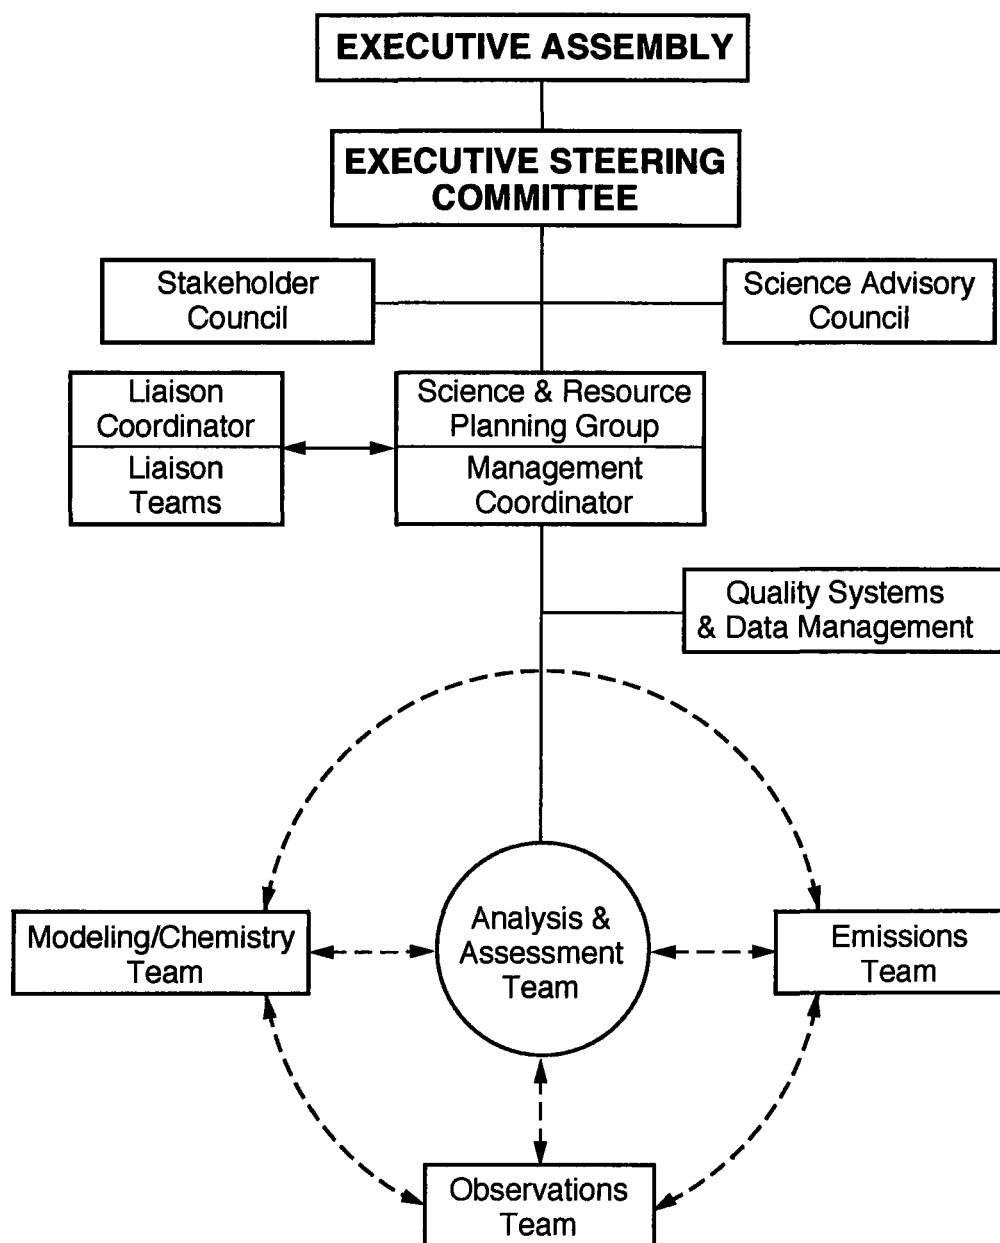 EXECUTIVE ASSEMBLY
EXECUTIVE STEERING
COMMITTEE
Stakeholder
Council
Science Advisory
Council
Liaison
Coordinator
Liaison
Teams
Science & Resource
Planning Group
Management
Coordinator
Quality Systems
& Data Management
Modeling/Chemistry
Team
Analysis &
Assessment
Team
Emissions
Team
Observations
Team